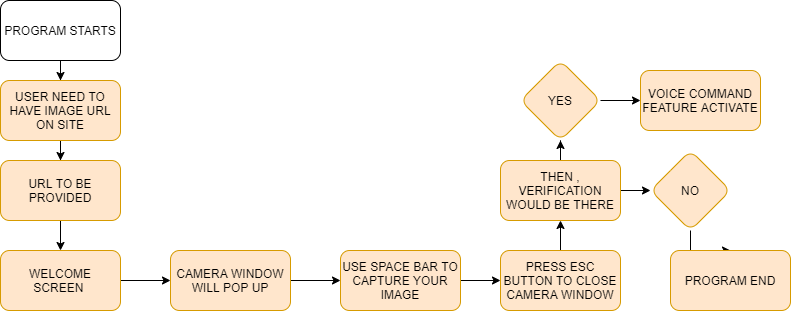 PROGRAM STARTS
USER NEED TO
HAVE IMAGE URL
ON SITE
URL TO BE
PROVIDED
WELCOME
SCREEN
CAMERA WINDOW
WILL POP UP
USE SPACE BAR TO
CAPTURE YOUR
IMAGE
PRESS ESC
BUTTON TO CLOSE
CAMERA WINDOW
THEN ,
VERIFICATION
WOULD BE THERE
YES
VOICE COMMAND
FEATURE ACTIVATE
NO
PROGRAM END